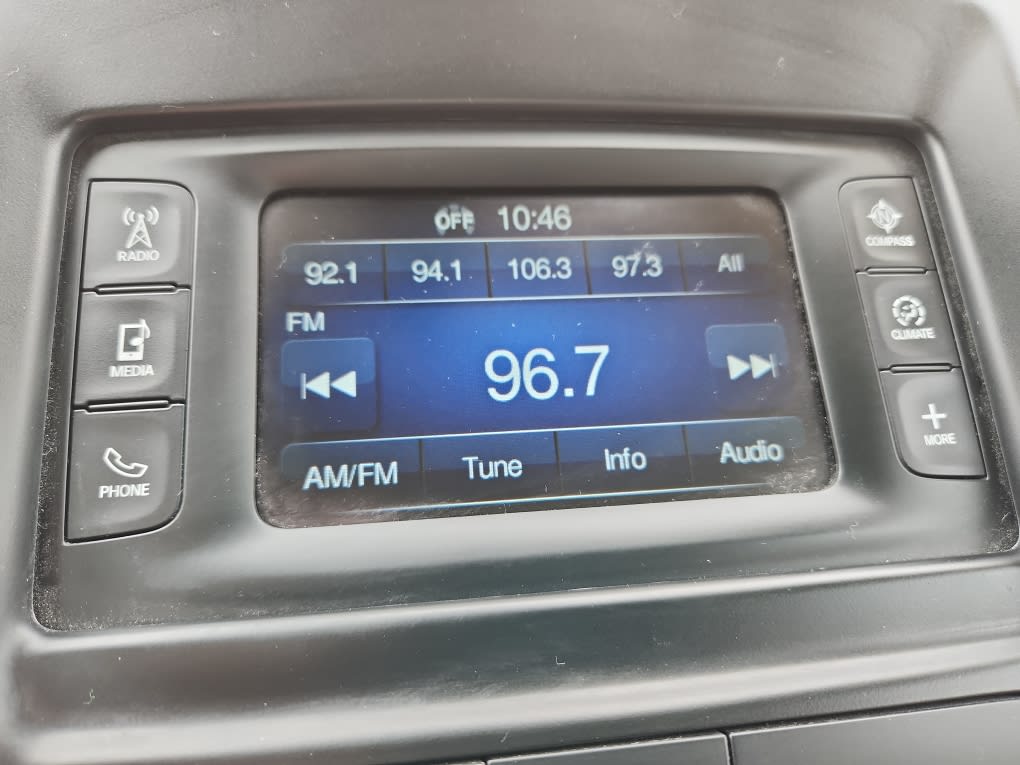 OFF 10:46
92.1 94.1 106.3 97.3 All
FM
96.7
AM/FM Tune Info Audio
RADIO
MEDIA
PHONE
N
COMPASS
CLIMATE
MORE